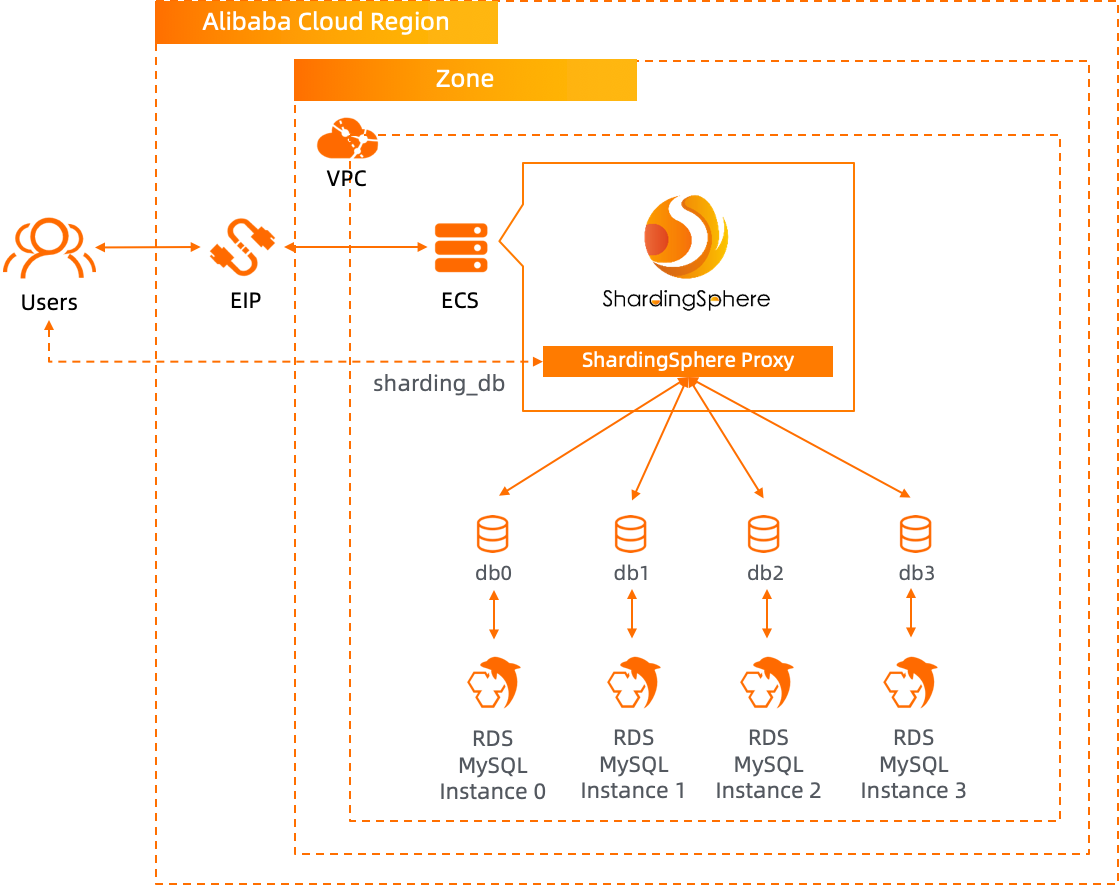 Alibaba Cloud Region
Zone
VPC
Users
EIP
ECS
ShardingSphere
ShardingSphere Proxy
sharding_db
db0
db1
db2
db3
RDS
MySQL
Instance 0
RDS
MySQL
Instance 1
RDS
MySQL
Instance 2
RDS
MySQL
Instance 3